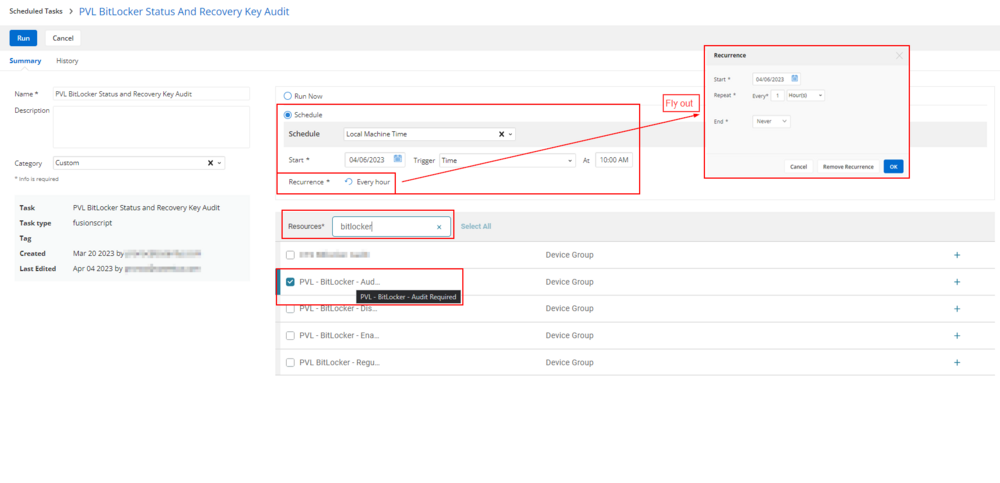 Scheduled Tasks > PVL BitLocker Status And Recovery Key Audit
Run Cancel
Summary History
Name * PVL BitLocker Status and Recovery Key Audit
Description
Category Custom
* Info is required
Task PVL BitLocker Status and Recovery Key Audit
Task type fusionscript
Tag
Created Mar 20 2023 by
Last Edited Apr 04 2023 by
Run Now
Schedule
Schedule Local Machine Time
Start * 04/06/2023 Trigger Time At 10:00 AM
Recurrence * Every hour
Fly out
Recurrence
Start * 04/06/2023
Repeat * Every* 1 Hour(s)
End * Never
Cancel Remove Recurrence OK
Resources* bitlocker x Select All
Device Group +
PVL - BitLocker - Aud... Device Group +
PVL - BitLocker - Audit Required
PVL - BitLocker - Dis... Device Group +
PVL - BitLocker - Ena... Device Group +
PVL BitLocker - Regu... Device Group +